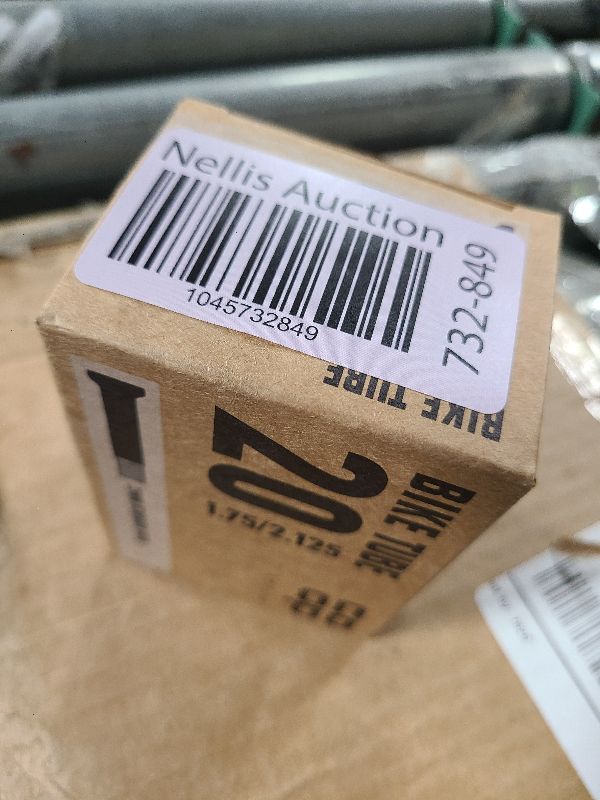 Nellis Auction
1045732849
732-849
BIKE TUBE
BIKE TUBE
20
1.75/2.125